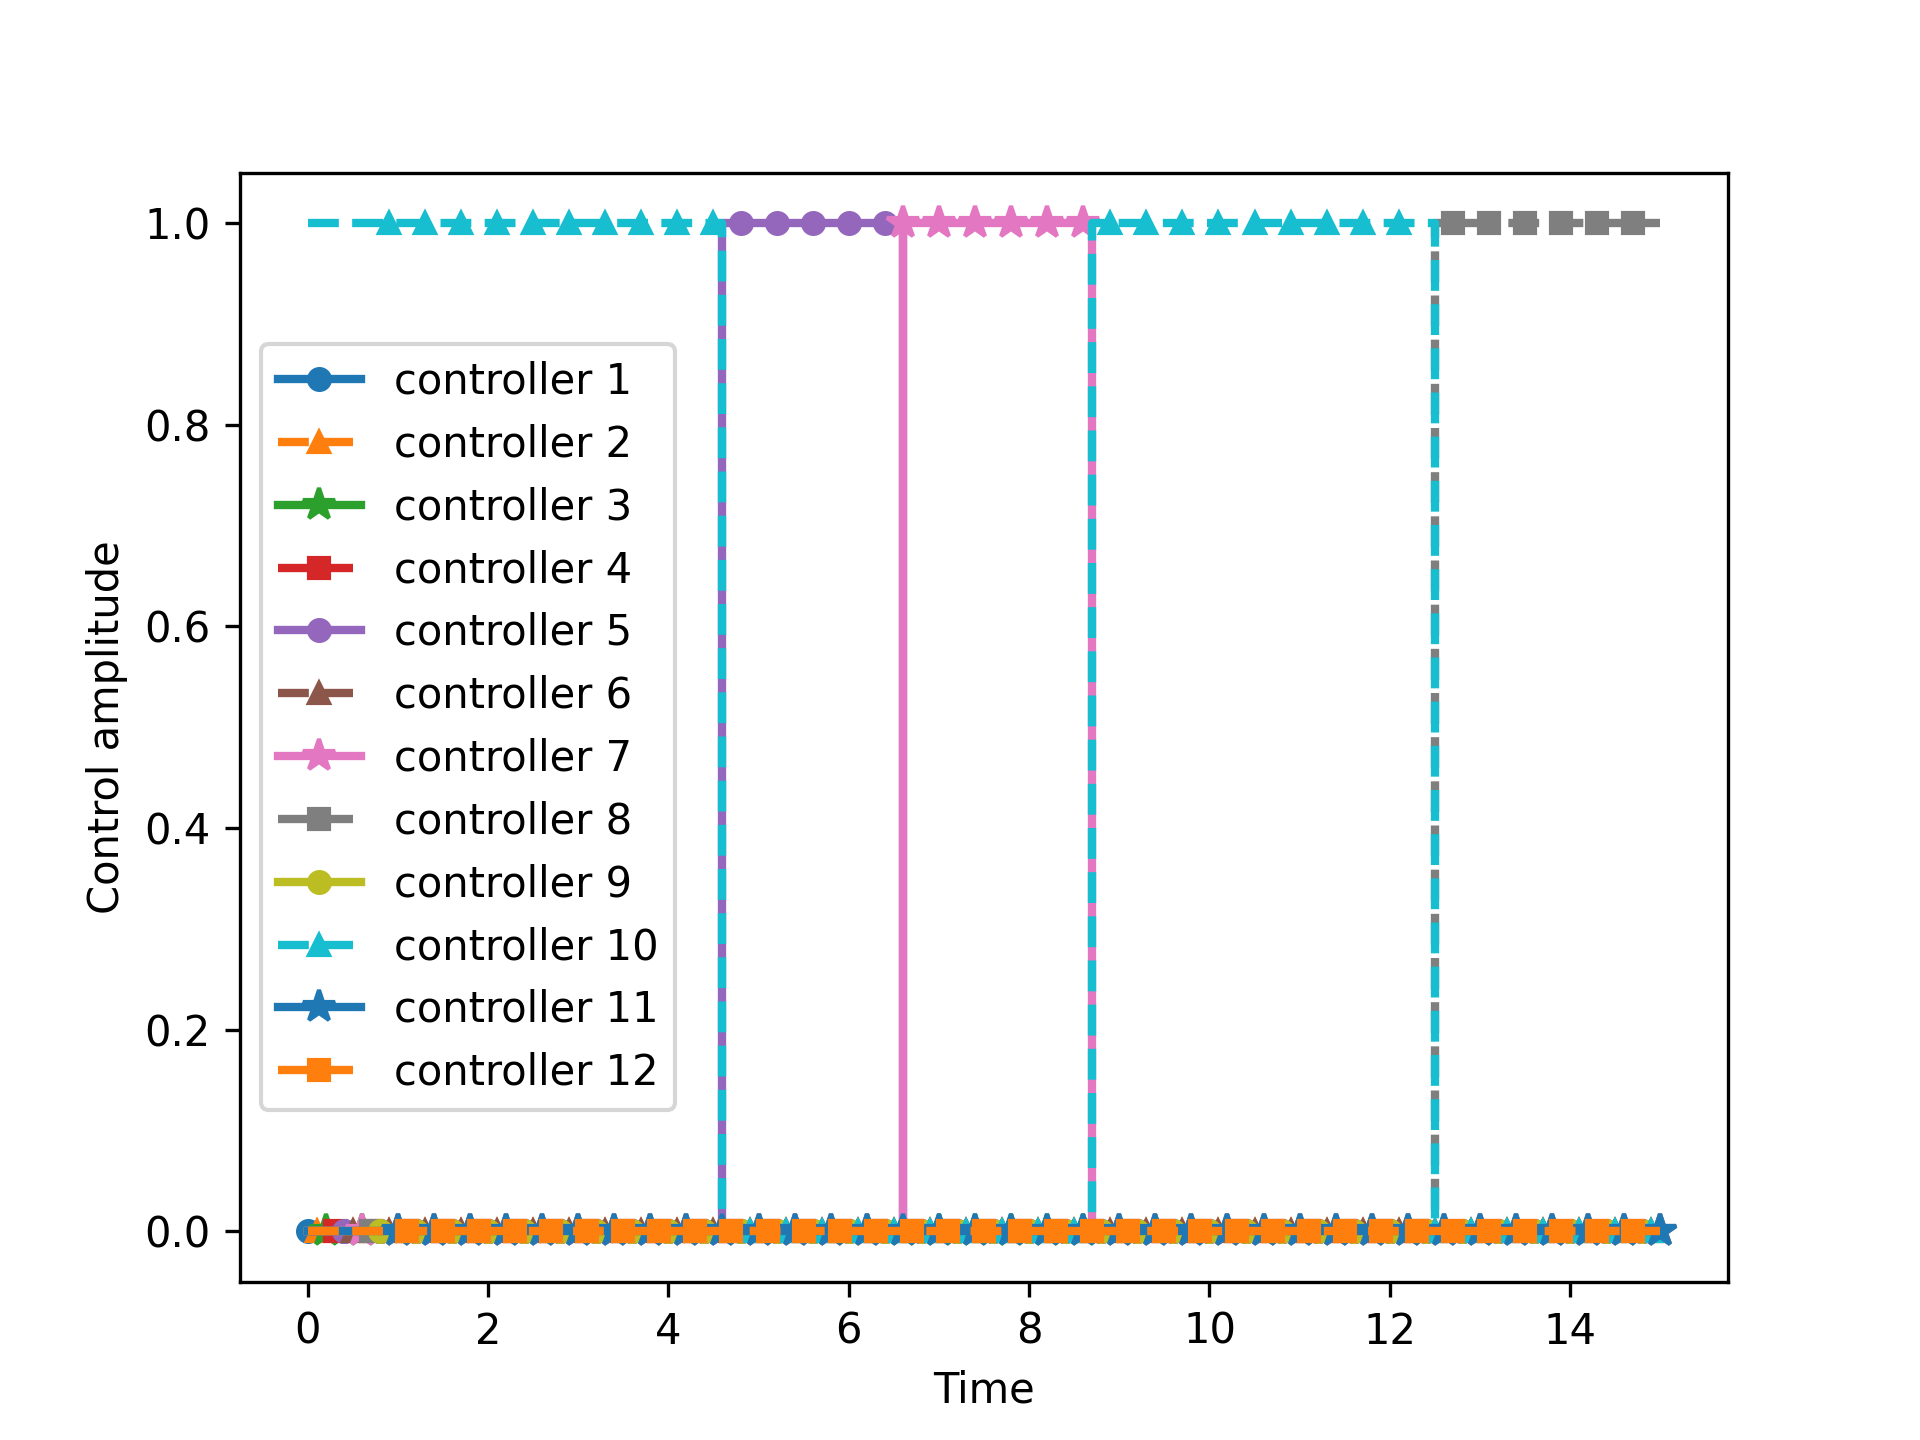 1.0
0.8
0.6
0.4
0.2
0.0
Control amplitude
controller 1
controller 2
controller 3
controller 4
controller 5
controller 6
controller 7
controller 8
controller 9
controller 10
controller 11
controller 12
0 2 4 6 8 10 12 14
Time